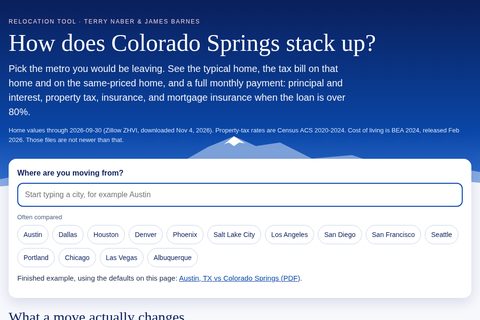 RELOCATION TOOL · TERRY NABER & JAMES BARNES
How does Colorado Springs stack up?
Pick the metro you would be leaving. See the typical home, the tax bill on that
home and on the same-priced home, and a full monthly payment: principal and
interest, property tax, insurance, and mortgage insurance when the loan is over
80%.
Home values through 2026-09-30 (Zillow ZHVI, downloaded Nov 4, 2026). Property-tax rates are Census ACS 2020-2024. Cost of living is BEA 2024, released Feb
2026. Those files are not newer than that.
Where are you moving from?
Start typing a city, for example Austin
Often compared
Austin Dallas Houston Denver Phoenix Salt Lake City Los Angeles San Diego San Francisco Seattle
Portland Chicago Las Vegas Albuquerque
Finished example, using the defaults on this page: Austin, TX vs Colorado Springs (PDF).
What a move actually changes